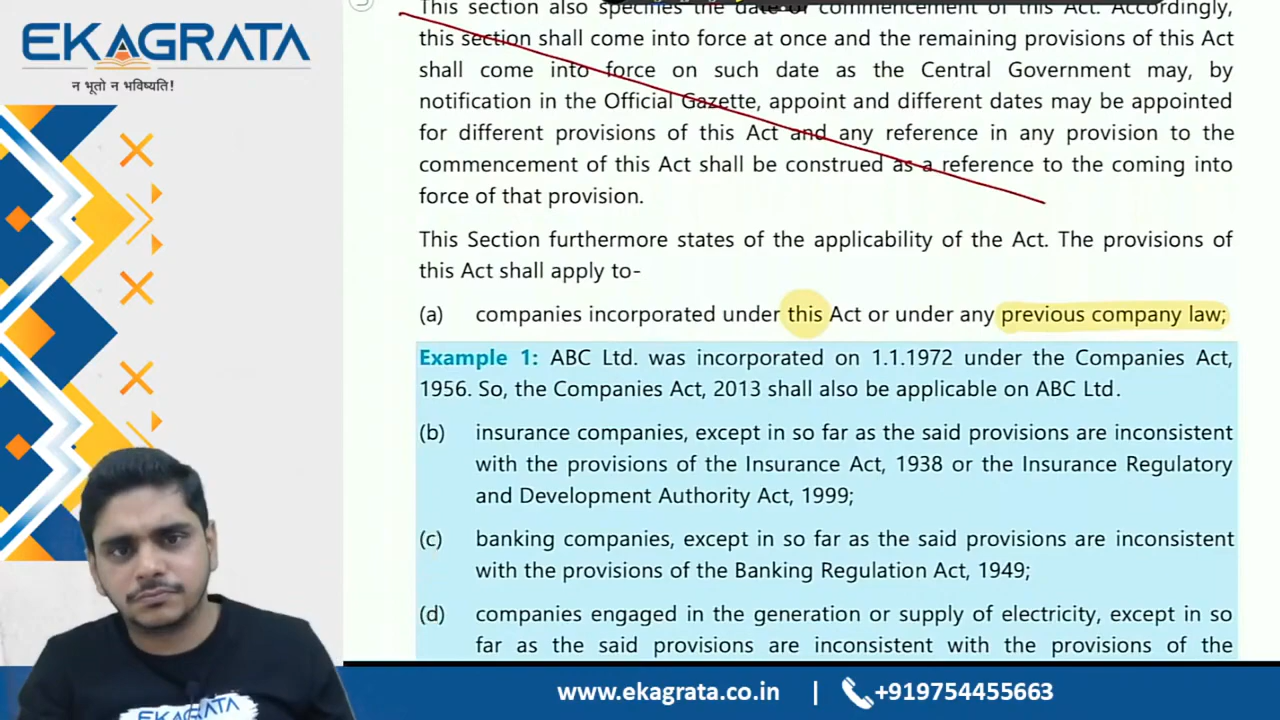 EKAGRATA
न भूतो न भविष्यति!
This section also specifies the date or commencement of this Act. Accordingly,
this section shall come into force at once and the remaining provisions of this Act
shall come into force on such date as the Central Government may, by
notification in the Official Gazette, appoint and different dates may be appointed
for different provisions of this Act and any reference in any provision to the
commencement of this Act shall be construed as a reference to the coming into
force of that provision.
This Section furthermore states of the applicability of the Act. The provisions of
this Act shall apply to-
(a) companies incorporated under this Act or under any previous company law;
Example 1: ABC Ltd. was incorporated on 1.1.1972 under the Companies Act,
1956. So, the Companies Act, 2013 shall also be applicable on ABC Ltd.
(b) insurance companies, except in so far as the said provisions are inconsistent
with the provisions of the Insurance Act, 1938 or the Insurance Regulatory
and Development Authority Act, 1999;
(c) banking companies, except in so far as the said provisions are inconsistent
with the provisions of the Banking Regulation Act, 1949;
(d) companies engaged in the generation or supply of electricity, except in so
far as the said provisions are inconsistent with the provisions of the
EKAGRATA
www.ekagrata.co.in | +919754455663